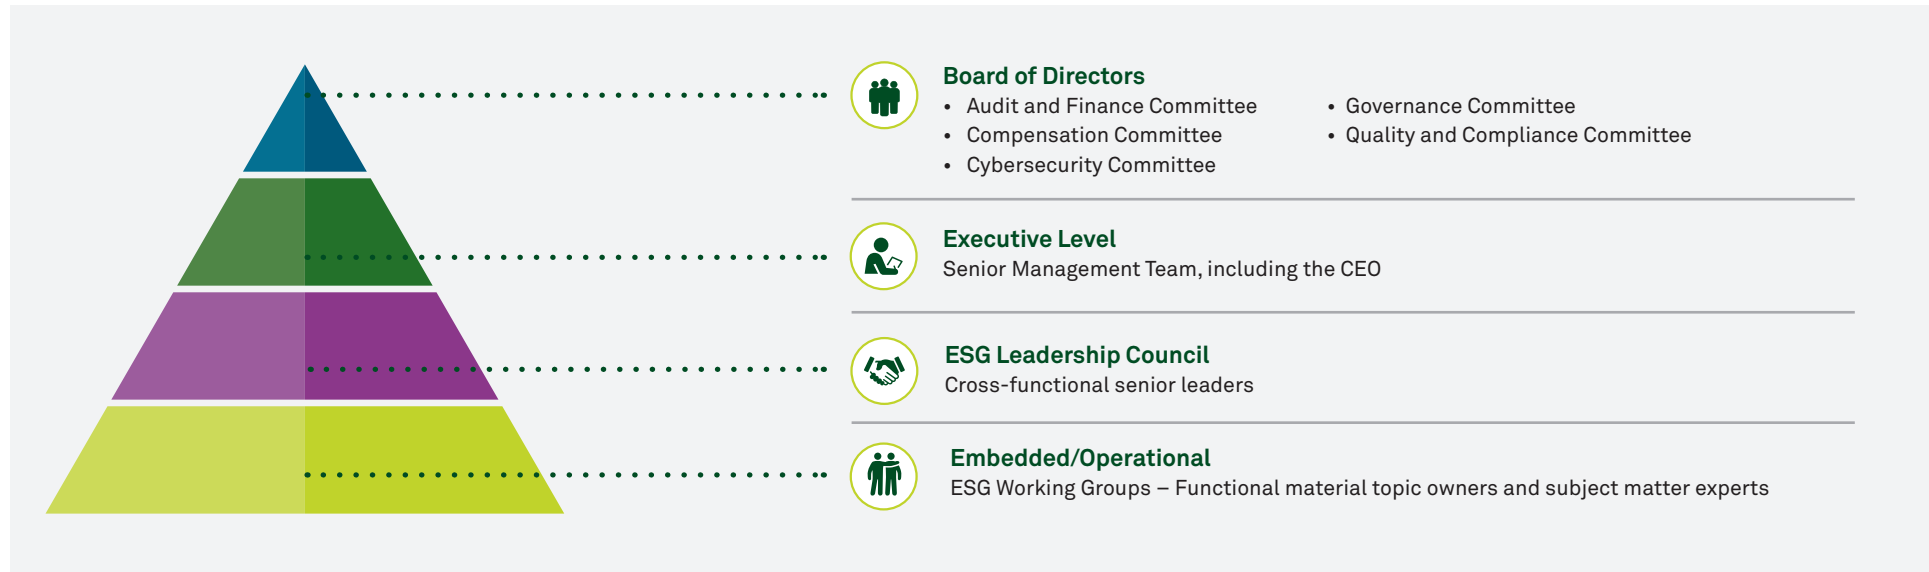 Board of Directors
• Audit and Finance Committee
• Compensation Committee
• Cybersecurity Committee
• Governance Committee
• Quality and Compliance Committee
Executive Level
Senior Management Team, including the CEO
ESG Leadership Council
Cross-functional senior leaders
Embedded/Operational
ESG Working Groups – Functional material topic owners and subject matter experts